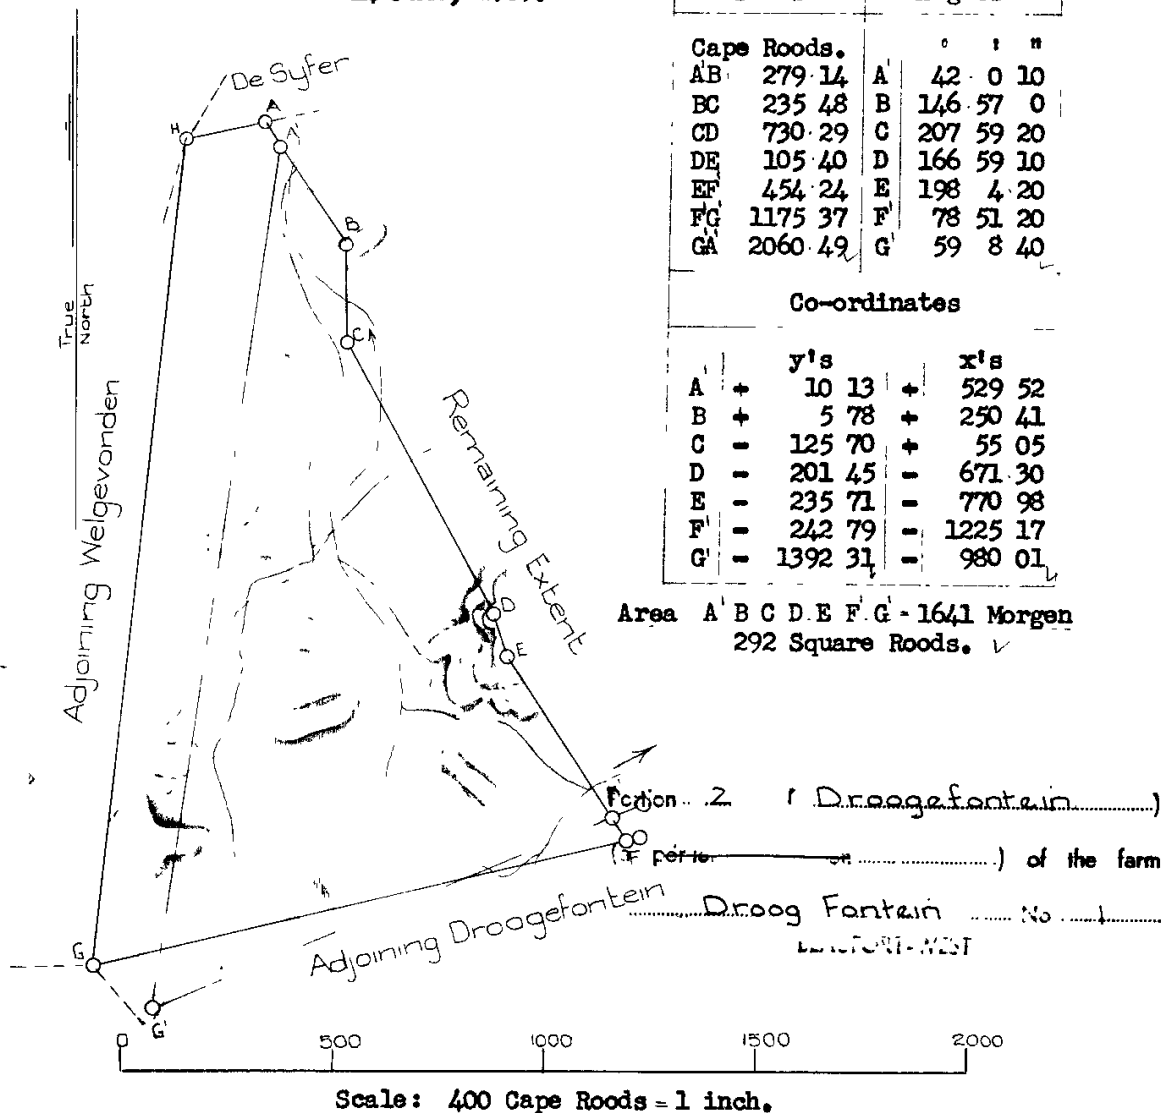 Cape Roods. ° ' "
A'B 279·14 A' 42·0 10
BC 235 48 B 146·57 0
CD 730·29 C 207 59 20
DE 105·40 D 166 59 10
EF' 454·24 E 198 4·20
F'G' 1175 37 F' 78 51 20
G'A' 2060·49 G' 59 8 40
Co-ordinates
y's x's
A' + 10 13 + 529 52
B + 5 78 + 250 41
C - 125 70 + 55 05
D - 201 45 - 671·30
E - 235 71 - 770 98
F' - 242 79 - 1225 17
G' - 1392 31 - 980 01
Area A' B C D.E F'.G' - 1641 Morgen
292 Square Roods.
De Syfer
H
A
A'
B
C
D
E
F
G
G'
True
North
Adjoining Welgevonden
Remaining Extent
Adjoining Droogefontein
Portion 2 ( Droogefontein )
) of the farm
Droog Fontein No 1
0 500 1000 1500 2000
Scale: 400 Cape Roods = 1 inch.